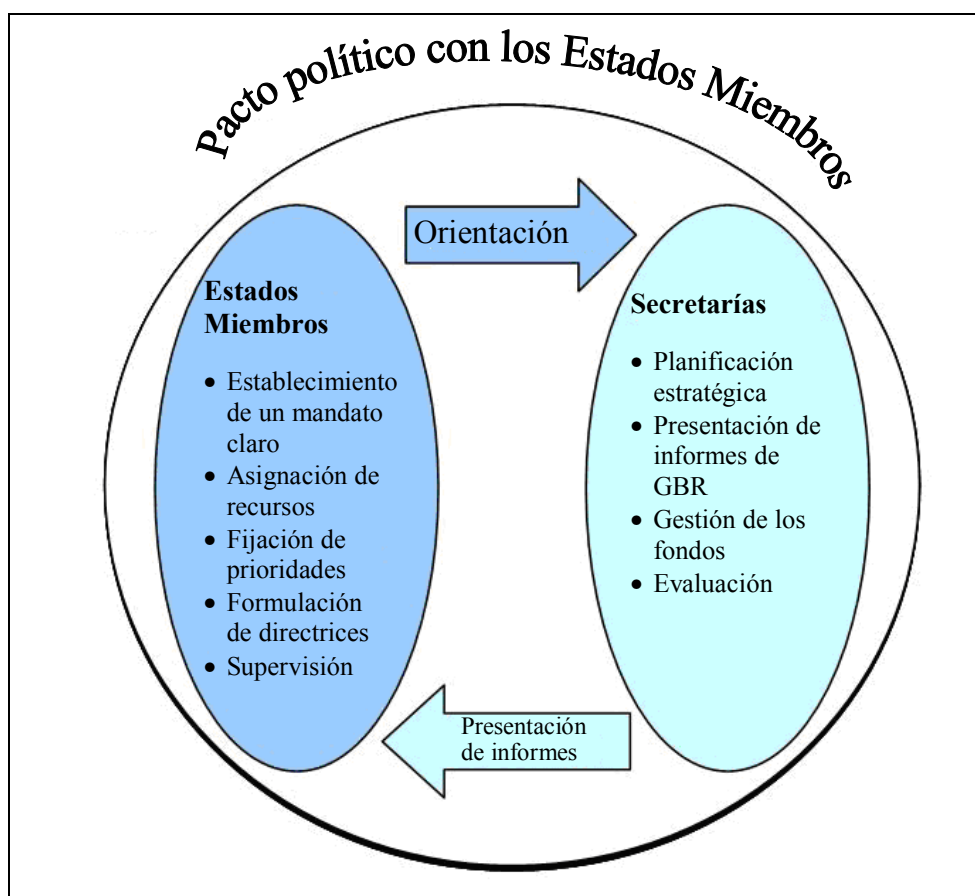 Pacto político con los Estados Miembros
Orientación
Estados
Miembros
• Establecimiento
de un mandato
claro
• Asignación de
recursos
• Fijación de
prioridades
• Formulación
de directrices
• Supervisión
Secretarías
• Planificación
estratégica
• Presentación de
informes de
GBR
• Gestión de los
fondos
• Evaluación
Presentación
de informes